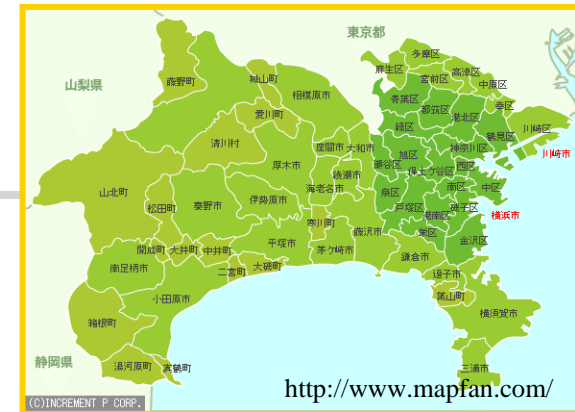 東京都
山梨県
多摩区
麻生区
宮前区
高津区
中原区
藤野町
城山町
相模原市
青葉区
都筑区
港北区
幸区
愛川町
緑区
鶴見区
川崎区
清川村
座間市
大和市
旭区
神奈川区
川崎市
瀬谷区
保土ケ谷区
西区
厚木市
綾瀬市
山北町
海老名市
泉区
南区
中区
松田町
秦野市
伊勢原市
戸塚区
港南区
磯子区
横浜市
寒川町
藤沢市
栄区
金沢区
開成町
大井町
中井町
平塚市
茅ケ崎市
鎌倉市
南足柄市
二宮町
大磯町
逗子市
小田原市
葉山町
箱根町
横須賀市
静岡県
湯河原町
真鶴町
三浦市
http://www.mapfan.com/
(C)INCREMENT P CORP.